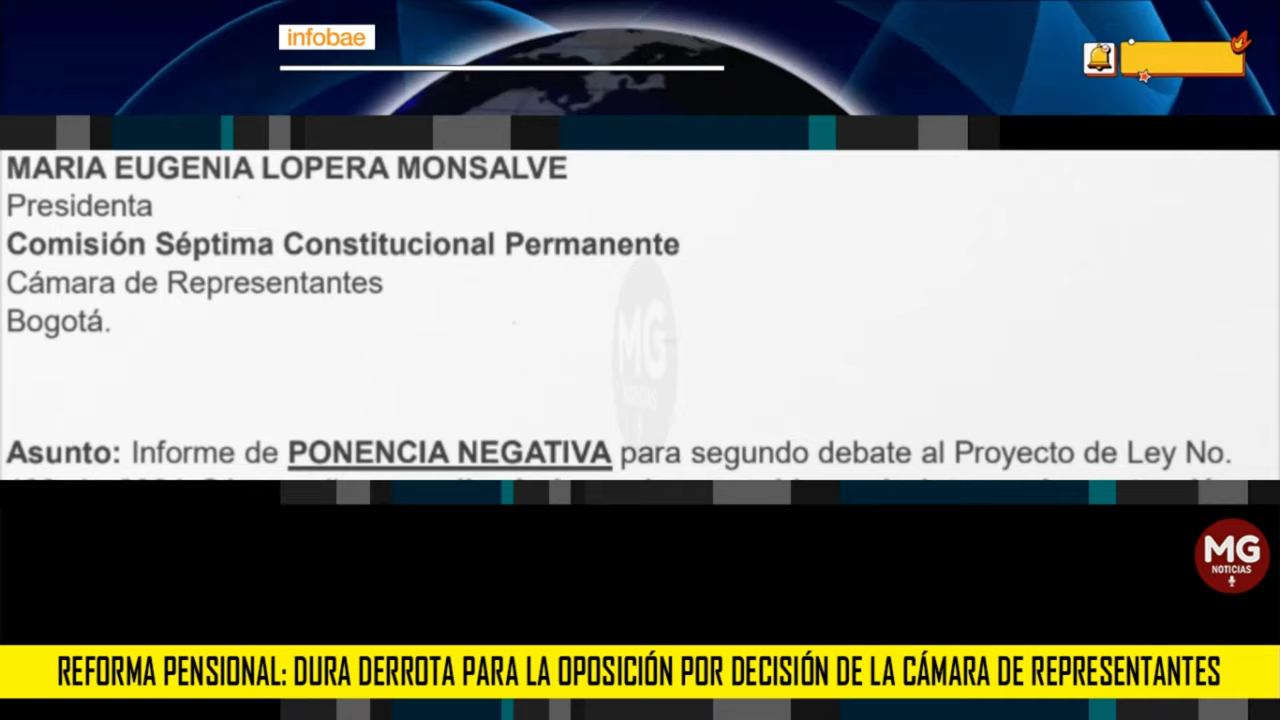 infobae
MARIA EUGENIA LOPERA MONSALVE
Presidenta
Comisión Séptima Constitucional Permanente
Cámara de Representantes
Bogotá.
MG
NOTICIAS
Asunto: Informe de PONENCIA NEGATIVA para segundo debate al Proyecto de Ley No.
MG
NOTICIAS
REFORMA PENSIONAL: DURA DERROTA PARA LA OPOSICIÓN POR DECISIÓN DE LA CÁMARA DE REPRESENTANTES